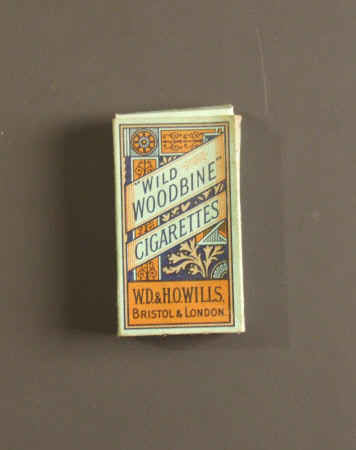 "WILD
WOODBINE"
CIGARETTES
W.D.&H.O.WILLS,
BRISTOL & LONDON.